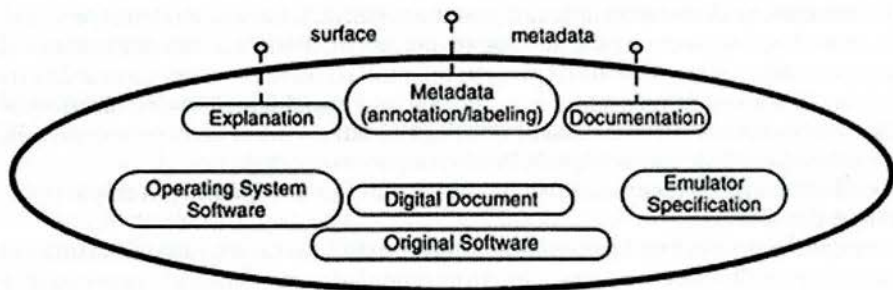 surface metadata
Metadata
(annotation/labeling)
Explanation
Documentation
Operating System
Software
Digital Document
Emulator
Specification
Original Software